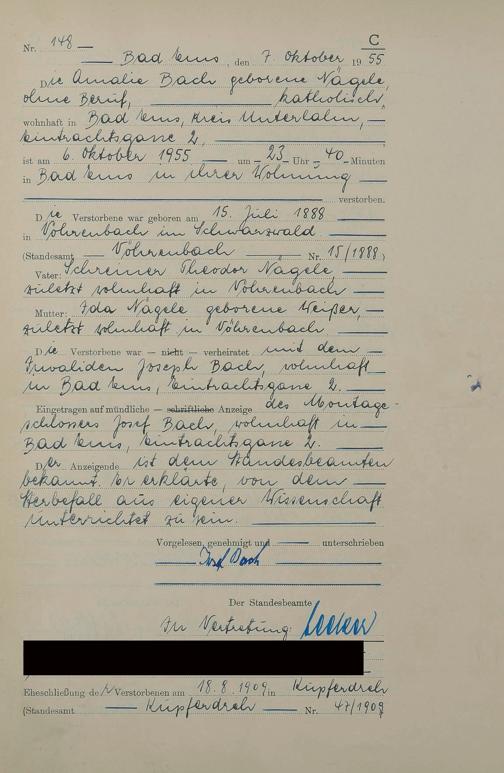 C
Nr. 148
Bad Ems, den 7. Oktober 1955
Die Amalie Bach geborene Nägele,
ohne Beruf, katholisch,
wohnhaft in Bad Ems, Kreis Unterlahn,
Eintrachtsgasse 2,
ist am 6. Oktober 1955 um 23 Uhr 40 Minuten
in Bad Ems in ihrer Wohnung
verstorben.
Die Verstorbene war geboren am 15. Juli 1888
in Vöhrenbach im Schwarzwald.
(Standesamt Vöhrenbach Nr. 15/1888)
Vater: Schreiner Theodor Nägele,
zuletzt wohnhaft in Vöhrenbach
Mutter: Ida Nägele geborene Weißer,
zuletzt wohnhaft in Vöhrenbach
Die Verstorbene war — nicht — verheiratet mit dem
Invaliden Joseph Bach, wohnhaft
in Bad Ems, Eintrachtsgasse 2.
Eingetragen auf mündliche — schriftliche Anzeige des Montage-
schlossers Josef Bach, wohnhaft in
Bad Ems, Eintrachtsgasse 2.
Der Anzeigende ist dem Standesbeamten
bekannt. Er erklärte, von dem
Sterbefall aus eigener Wissenschaft
unterrichtet zu sein.
Vorgelesen, genehmigt und unterschrieben
Josef Bach
Der Standesbeamte
In Vertretung:
Eheschließung der Verstorbenen am 18.8.1909 in Kupferdreh
(Standesamt Kupferdreh Nr. 47/1909